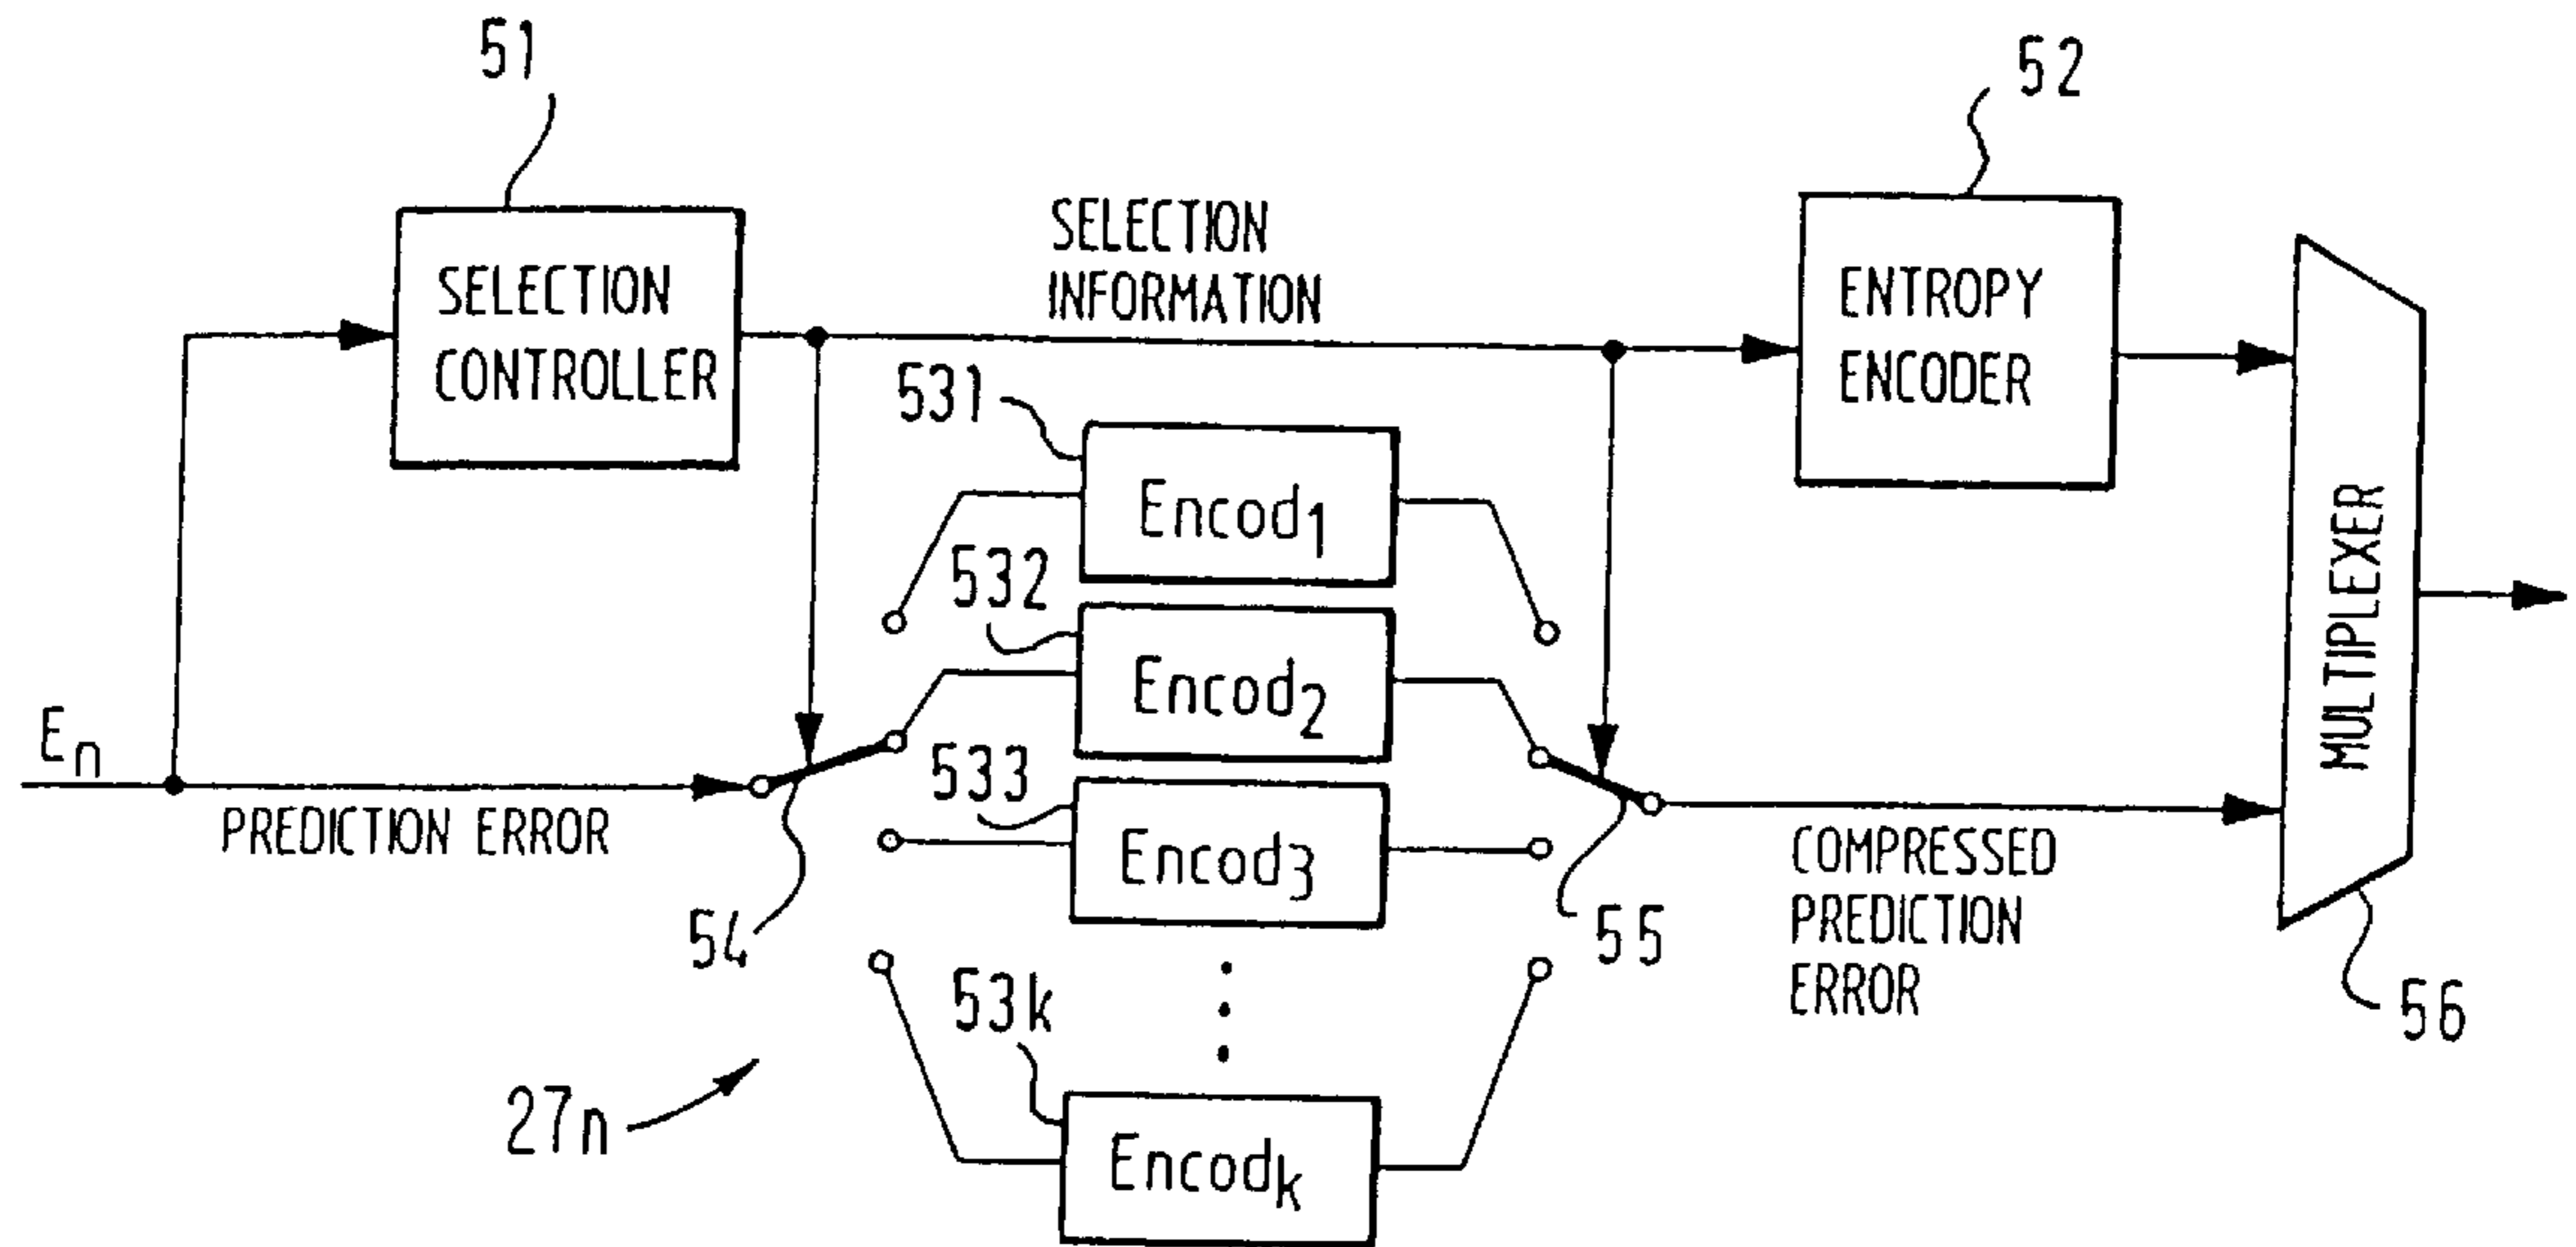 51
52
SELECTION
CONTROLLER
SELECTION
INFORMATION
ENTROPY
ENCODER
531
Encod1
532
Encod2
533
Encod3
53k
Encodk
En
PREDICTION ERROR
54
55
COMPRESSED
PREDICTION
ERROR
MULTIPLEXER
56
27n